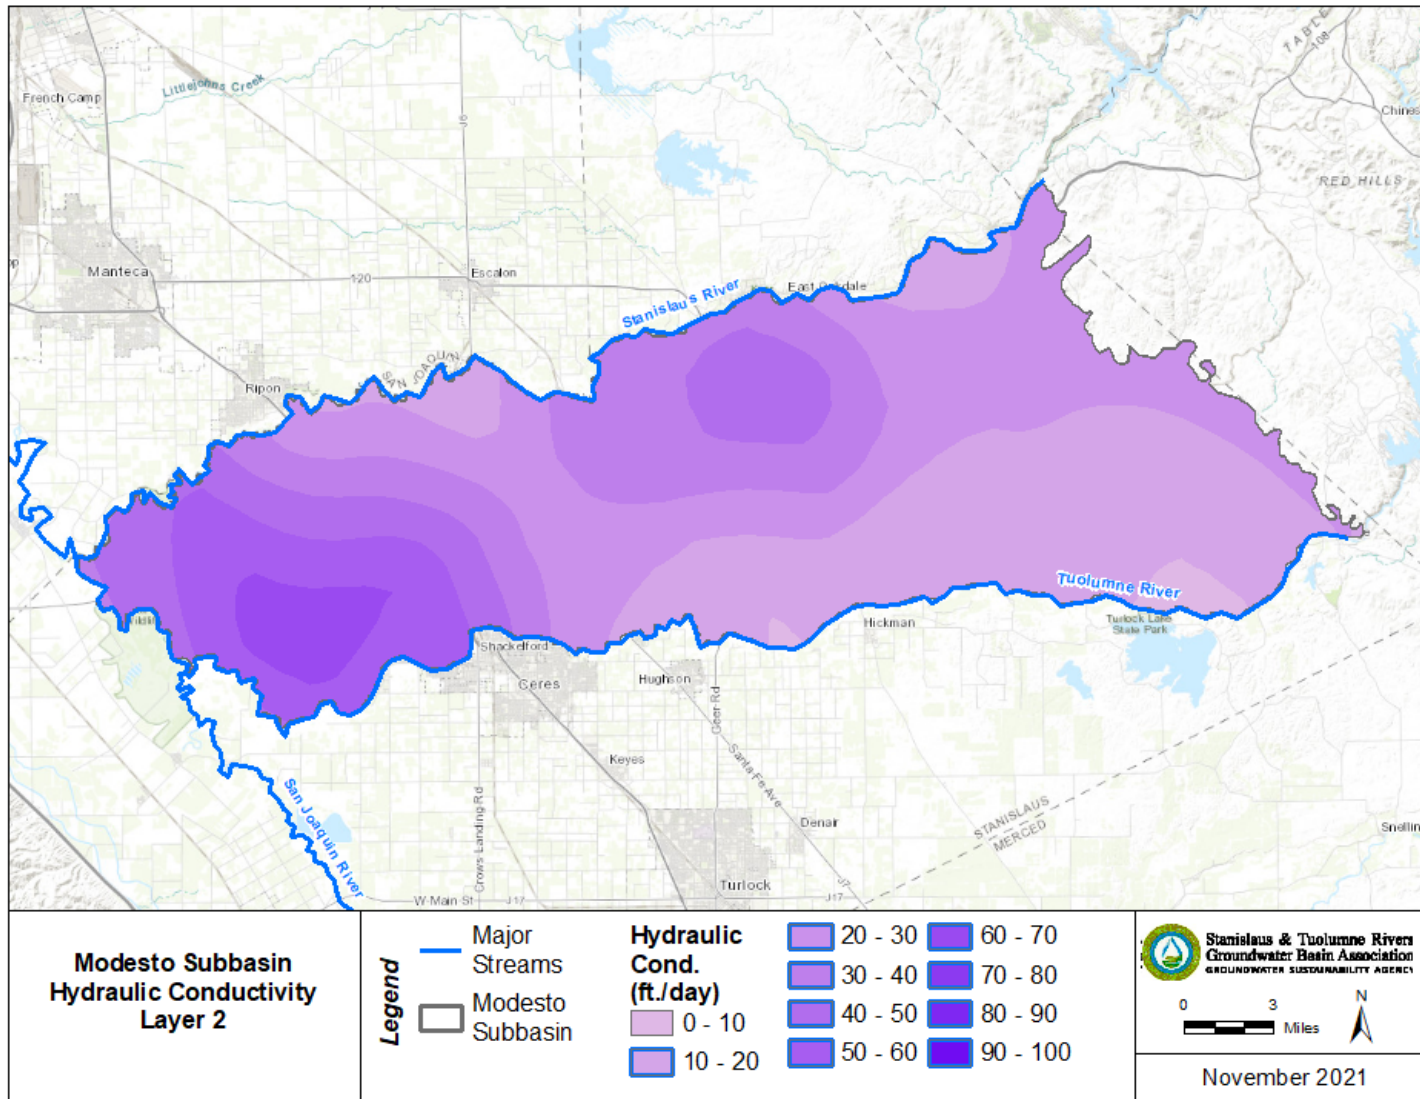 TABLE
108
Littlejohns Creek
French Camp
J6
Chines
RED HILLS
Manteca
120
Escalon
Stanislaus River
East Oakdale
SAN JOAQUIN
Ripon
Tuolumne River
Turlock Lake
State Park
Hickman
Shackelford
Ceres
Hughson
Geer Rd
Keyes
Santa Fe Ave
San Joaquin River
Crows Landing Rd
Denair
STANISLAUS
MERCED
Snellin
Turlock
J7
W Main St
J17
J17
Modesto Subbasin
Hydraulic Conductivity
Layer 2
Legend
Major
Streams
Modesto
Subbasin
Hydraulic
Cond.
(ft./day)
0 - 10
10 - 20
20 - 30
30 - 40
40 - 50
50 - 60
60 - 70
70 - 80
80 - 90
90 - 100
Stanislaus & Tuolumne Rivers
Groundwater Basin Association
GROUNDWATER SUSTAINABILITY AGENCY
0 3
Miles
N
November 2021